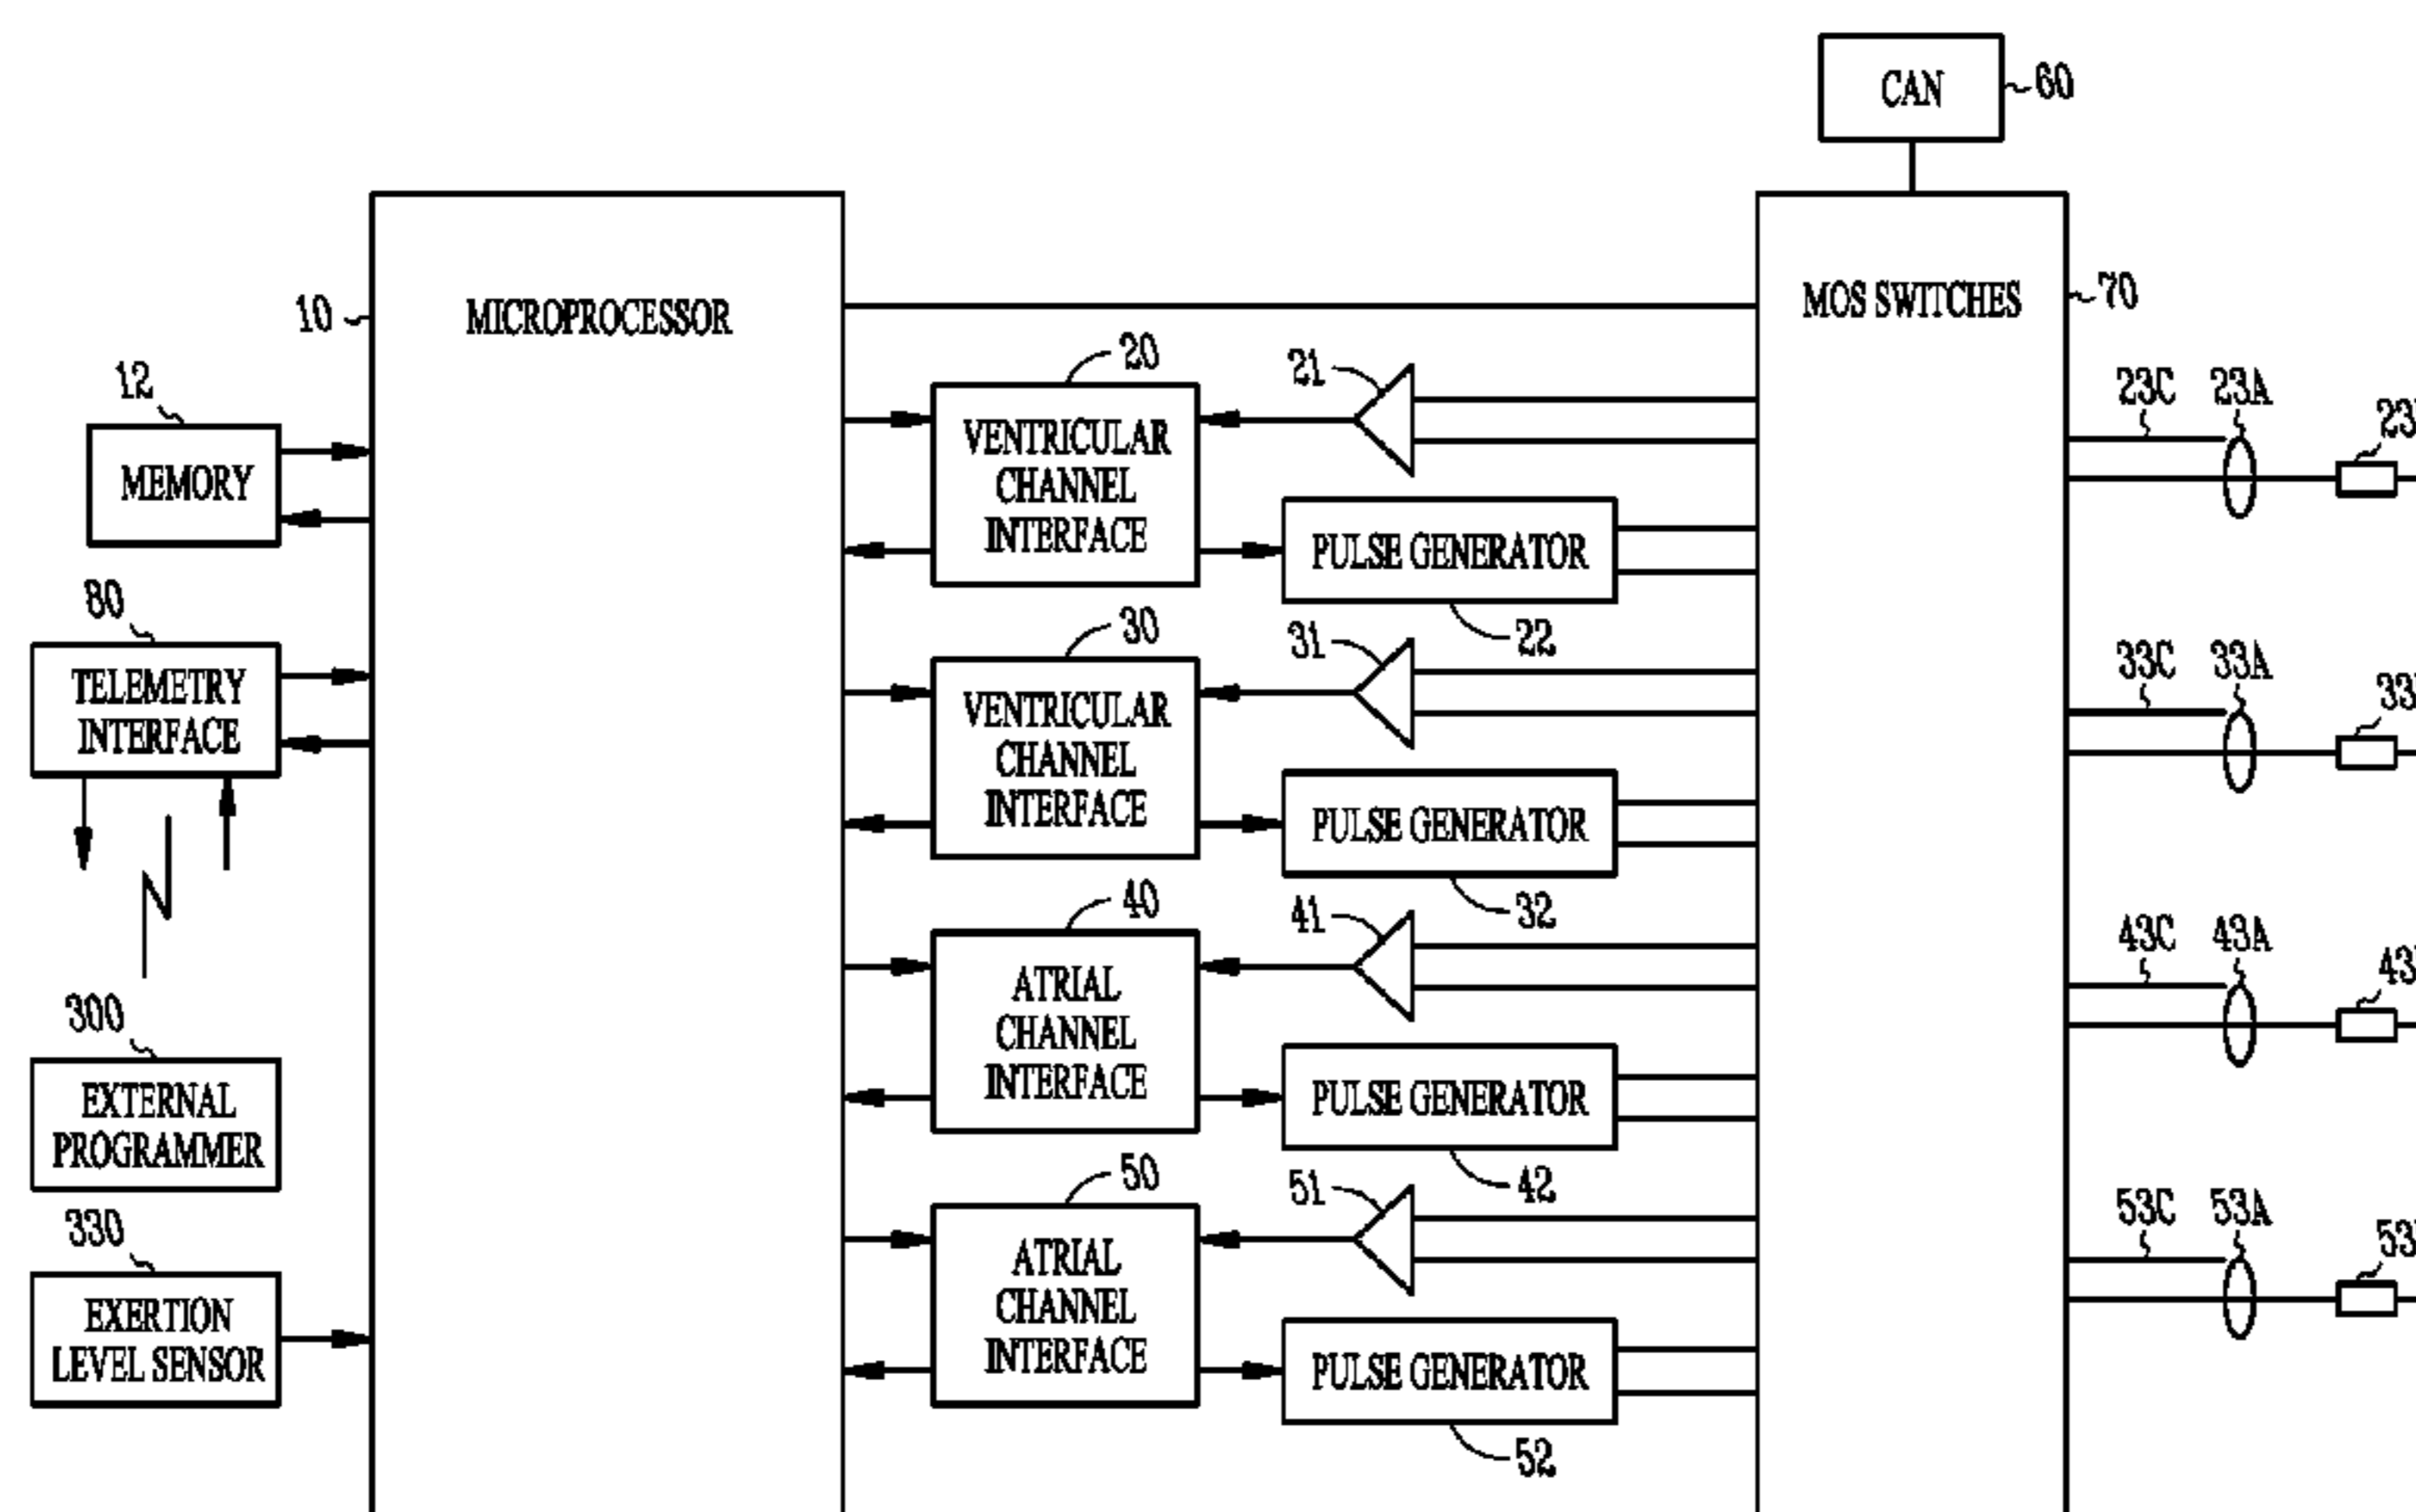 CAN
60
10
MICROPROCESSOR
MOS SWITCHES
70
12
MEMORY
80
TELEMETRY
INTERFACE
300
EXTERNAL
PROGRAMMER
330
EXERTION
LEVEL SENSOR
20
VENTRICULAR
CHANNEL
INTERFACE
21
PULSE GENERATOR
22
30
VENTRICULAR
CHANNEL
INTERFACE
31
PULSE GENERATOR
32
40
ATRIAL
CHANNEL
INTERFACE
41
PULSE GENERATOR
42
50
ATRIAL
CHANNEL
INTERFACE
51
PULSE GENERATOR
52
23C
23A
33C
33A
43C
43A
53C
53A